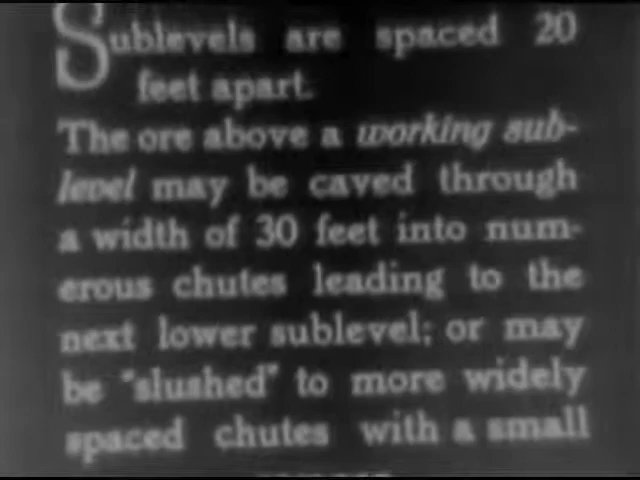 Sublevels are spaced 20
feet apart.
The ore above a working sub-
level may be caved through
a width of 30 feet into num-
erous chutes leading to the
next lower sublevel; or may
be "slushed" to more widely
spaced chutes with a small